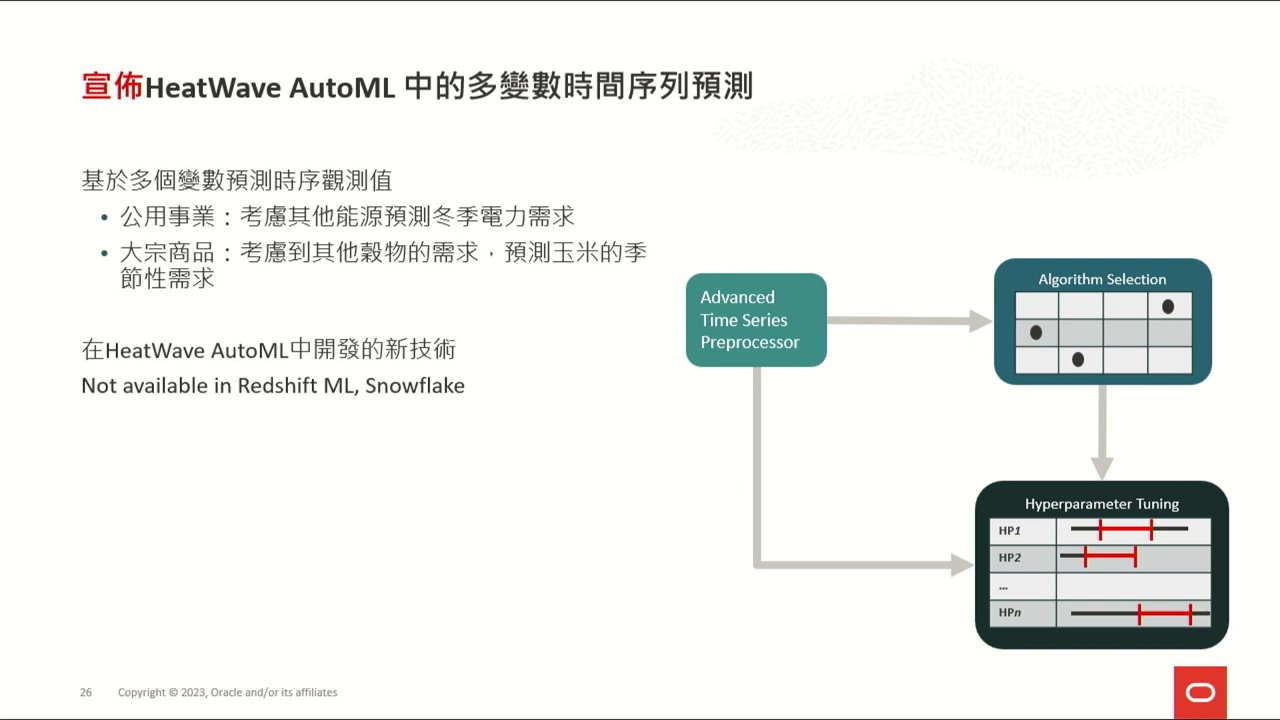 宣佈HeatWave AutoML 中的多變數時間序列預測
基於多個變數預測時序觀測值
• 公用事業：考慮其他能源預測冬季電力需求
• 大宗商品：考慮到其他穀物的需求，預測玉米的季
節性需求
在HeatWave AutoML中開發的新技術
Not available in Redshift ML, Snowflake
Advanced
Time Series
Preprocessor
Algorithm Selection
Hyperparameter Tuning
HP1
HP2
...
HPn
26 Copyright © 2023, Oracle and/or its affiliates